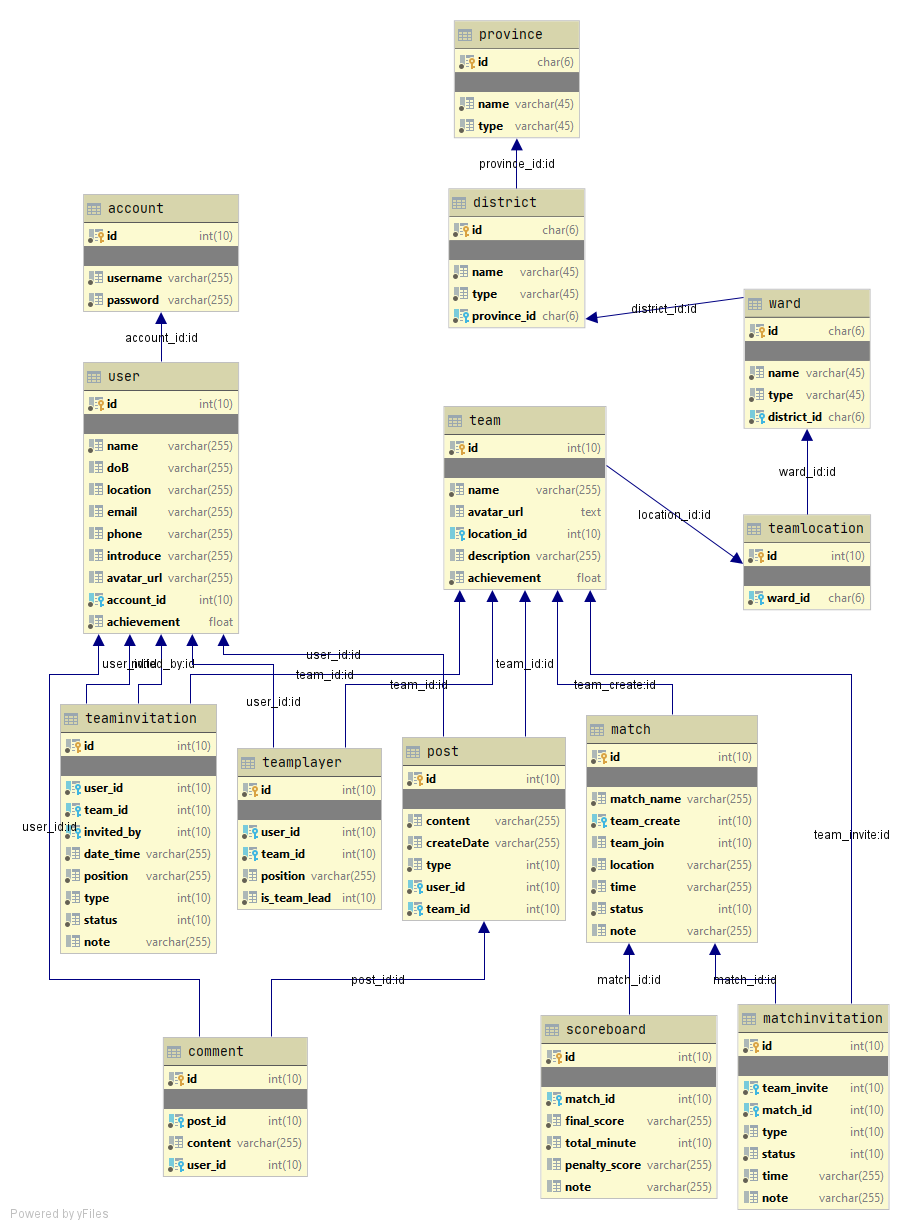 province
id char(6)
name varchar(45)
type varchar(45)
province_id:id
district
id char(6)
name varchar(45)
type varchar(45)
province_id char(6)
account
id int(10)
username varchar(255)
password varchar(255)
account_id:id
district_id:id
ward
id char(6)
name varchar(45)
type varchar(45)
district_id char(6)
ward_id:id
user
id int(10)
name varchar(255)
doB varchar(255)
location varchar(255)
email varchar(255)
phone varchar(255)
introduce varchar(255)
avatar_url varchar(255)
account_id int(10)
achievement float
team
id int(10)
name varchar(255)
avatar_url text
location_id int(10)
description varchar(255)
achievement float
location_id:id
teamlocation
id int(10)
ward_id char(6)
user_id:id
invited_by:id
team_id:id
user_id:id
user_id:id
team_id:id
team_id:id
team_create:id
teaminvitation
id int(10)
user_id int(10)
team_id int(10)
invited_by int(10)
date_time varchar(255)
position varchar(255)
type int(10)
status int(10)
note varchar(255)
user_id:id
teamplayer
id int(10)
user_id int(10)
team_id int(10)
position varchar(255)
is_team_lead int(10)
post
id int(10)
content varchar(255)
createDate varchar(255)
type int(10)
user_id int(10)
team_id int(10)
match
id int(10)
match_name varchar(255)
team_create int(10)
team_join int(10)
location varchar(255)
time varchar(255)
status int(10)
note varchar(255)
team_invite:id
post_id:id
match_id:id
match_id:id
comment
id int(10)
post_id int(10)
content varchar(255)
user_id int(10)
scoreboard
id int(10)
match_id int(10)
final_score varchar(255)
total_minute int(10)
penalty_score varchar(255)
note varchar(255)
matchinvitation
id int(10)
team_invite int(10)
match_id int(10)
type int(10)
status int(10)
time varchar(255)
note varchar(255)
Powered by yFiles